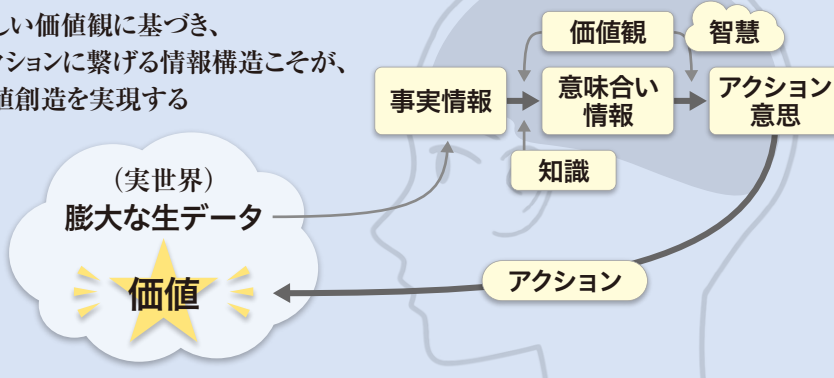 しい価値観に基づき、
クションに繋げる情報構造こそが、
値創造を実現する
価値観
智慧
事実情報
意味合い
情報
アクション
意思
知識
（実世界）
膨大な生データ
価値
アクション